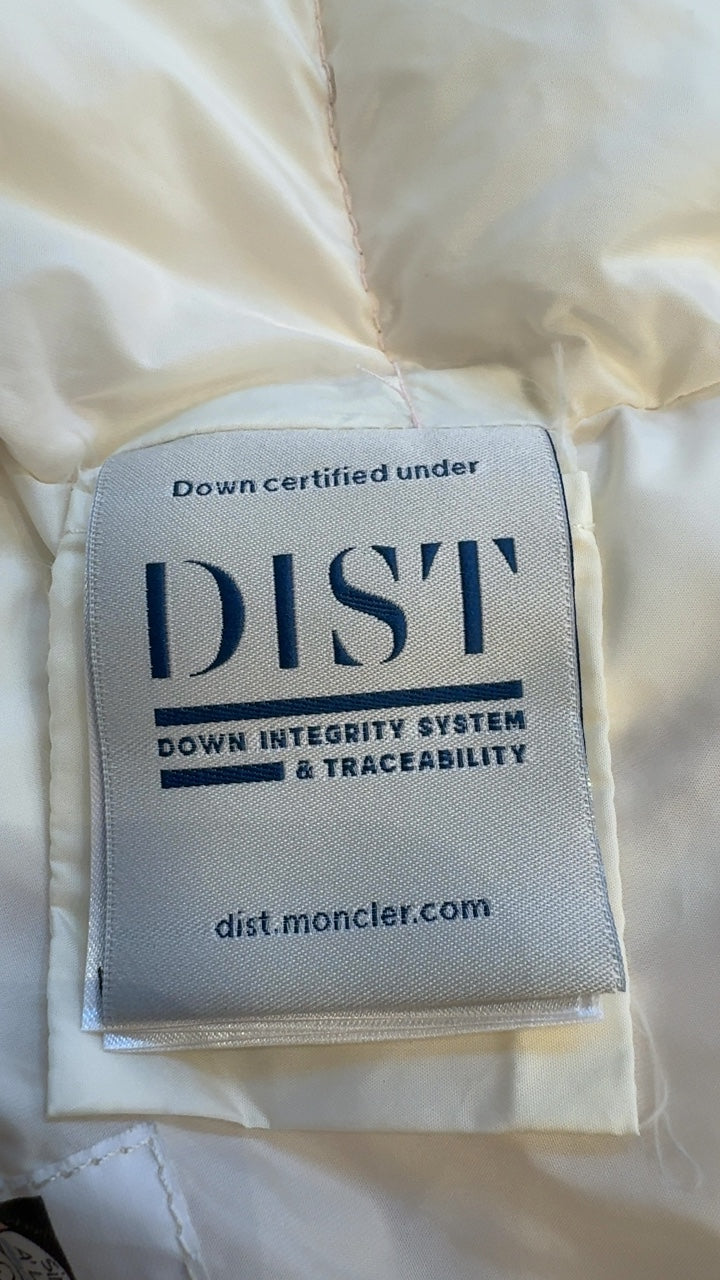 Down certified under
DIST
DOWN INTEGRITY SYSTEM
& TRACEABILITY
dist.moncler.com